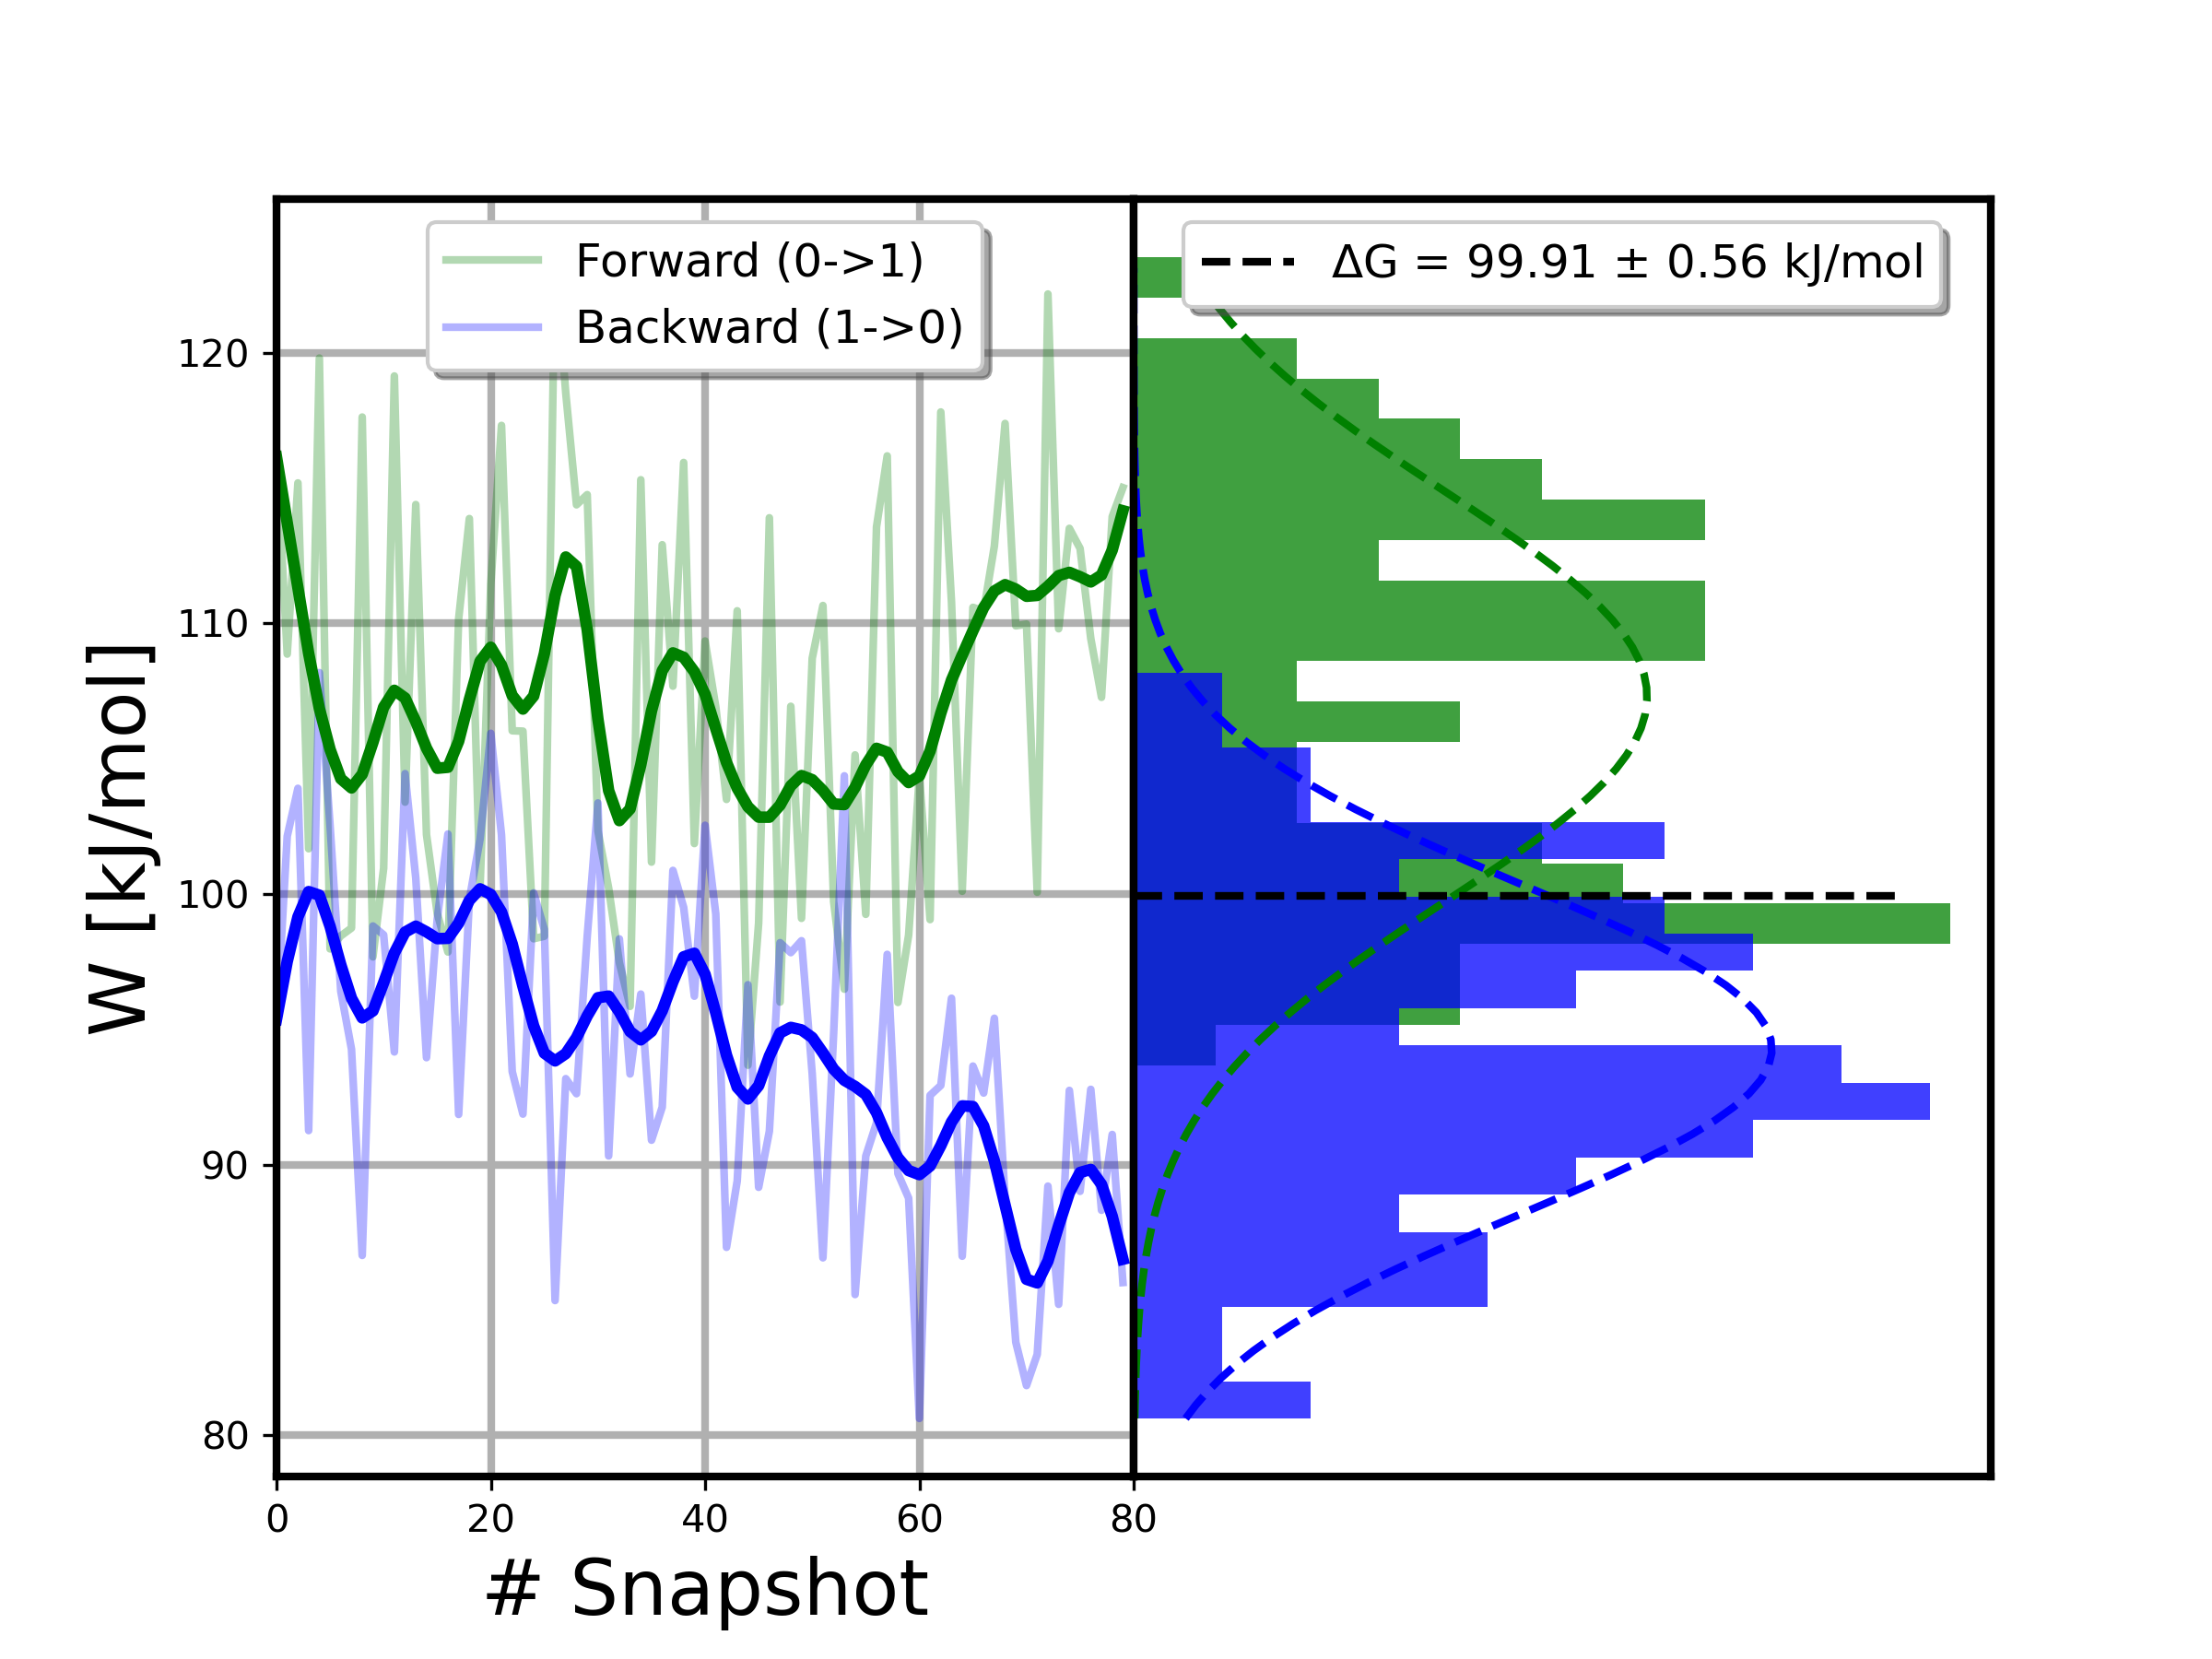 Forward (0->1)
Backward (1->0)
ΔG = 99.91 ± 0.56 kJ/mol
W [kJ/mol]
120
110
100
90
80
0 20 40 60 80
# Snapshot